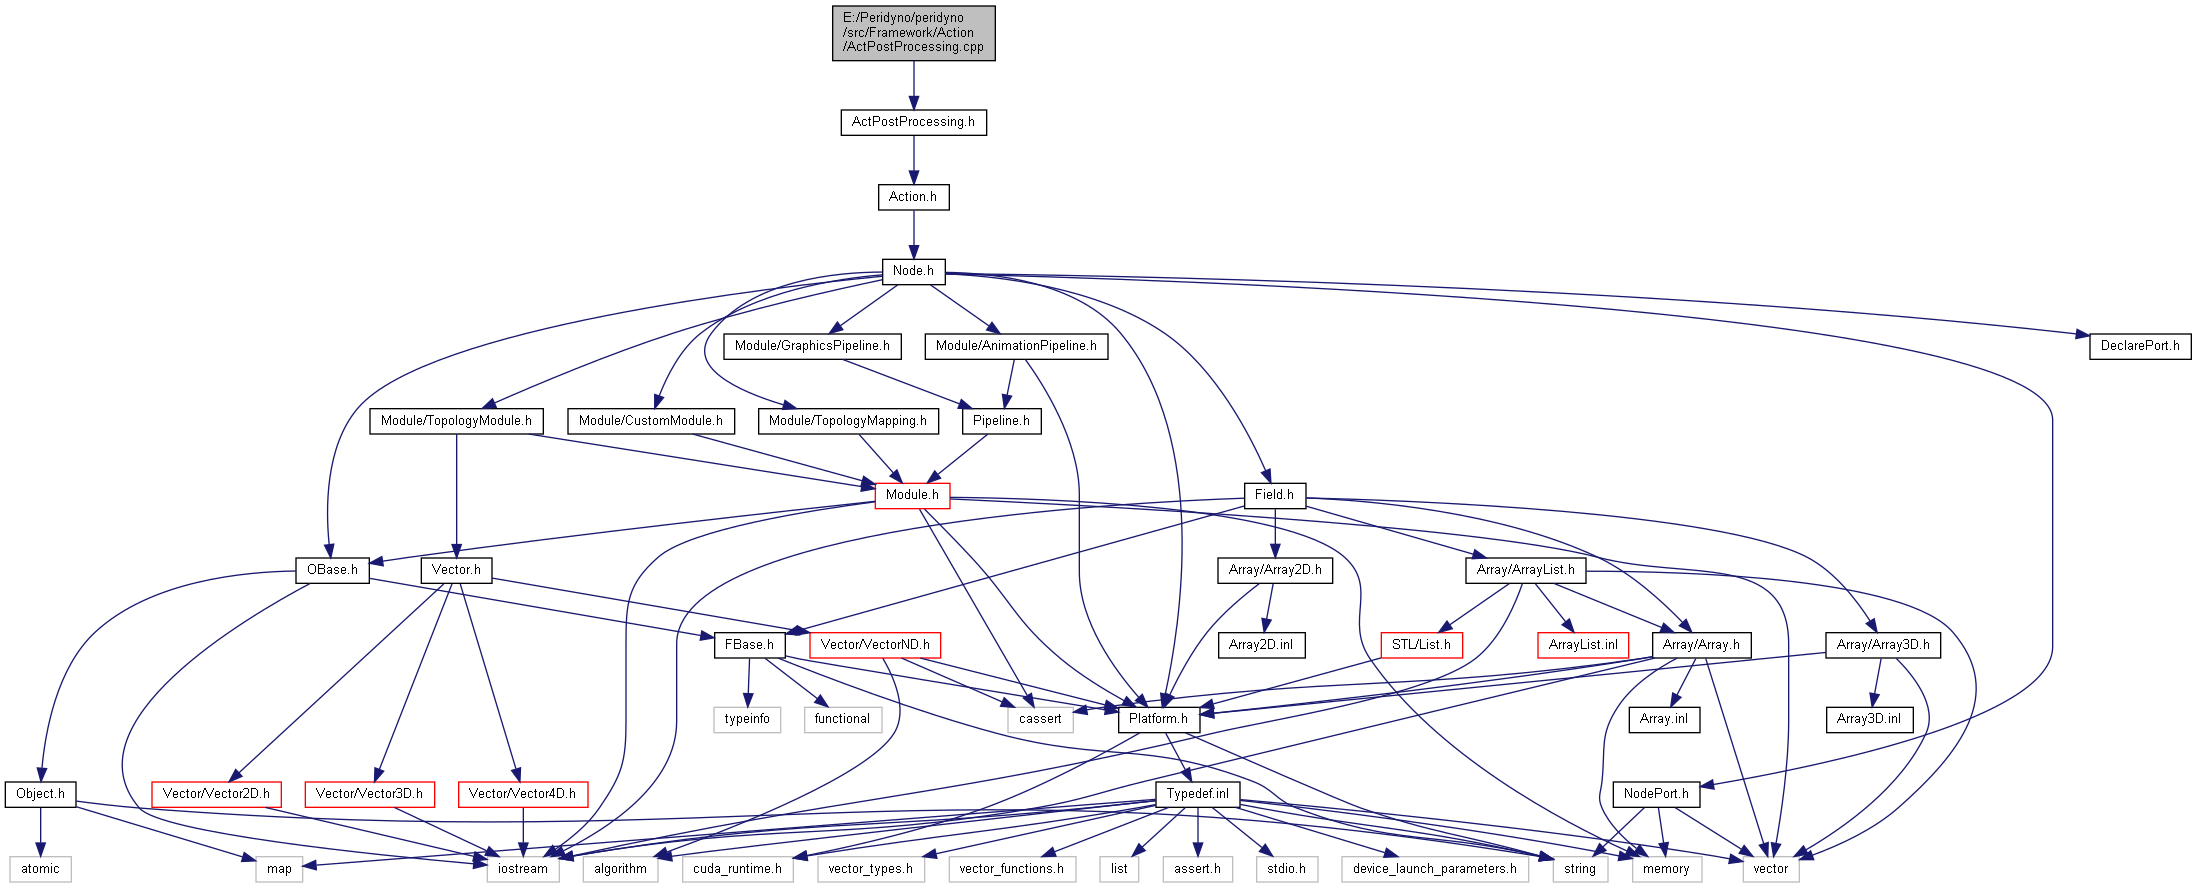 E:/Peridyno/peridyno
/src/Framework/Action
/ActPostProcessing.cpp
ActPostProcessing.h
Action.h
Node.h
Module/GraphicsPipeline.h
Module/AnimationPipeline.h
DeclarePort.h
Module/TopologyModule.h
Module/CustomModule.h
Module/TopologyMapping.h
Pipeline.h
Module.h
Field.h
OBase.h
Vector.h
Array/Array2D.h
Array/ArrayList.h
FBase.h
Vector/VectorND.h
Array2D.inl
STL/List.h
ArrayList.inl
Array/Array.h
Array/Array3D.h
typeinfo
functional
cassert
Platform.h
Array.inl
Array3D.inl
Object.h
Vector/Vector2D.h
Vector/Vector3D.h
Vector/Vector4D.h
Typedef.inl
NodePort.h
atomic
map
iostream
algorithm
cuda_runtime.h
vector_types.h
vector_functions.h
list
assert.h
stdio.h
device_launch_parameters.h
string
memory
vector